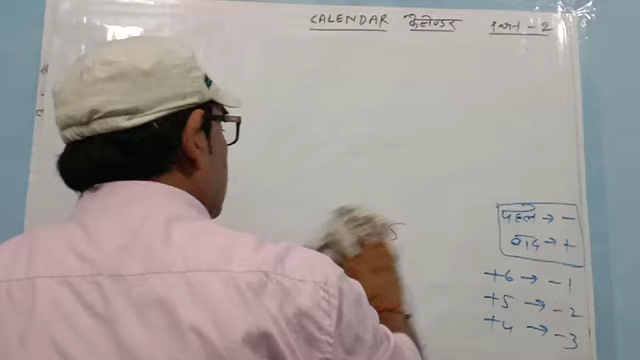 CALENDAR कैलेण्डर भाग - 2
पहले → -
बाद → +
+6 → -1
+5 → -2
+4 → -3